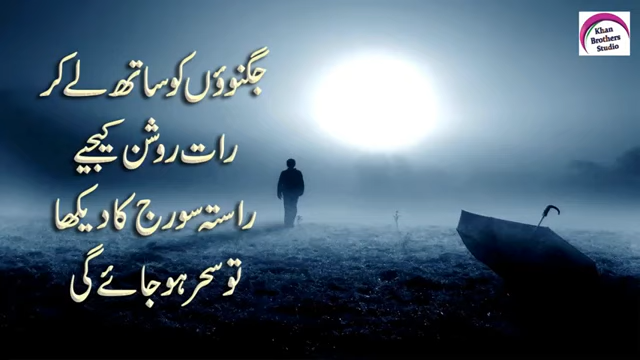 Khan
Brothers
Studio
جگنوؤں کو ساتھ لے کر
رات روشن کیجیے
راستہ سورج کا دیکھا
تو سحر ہو جائے گی